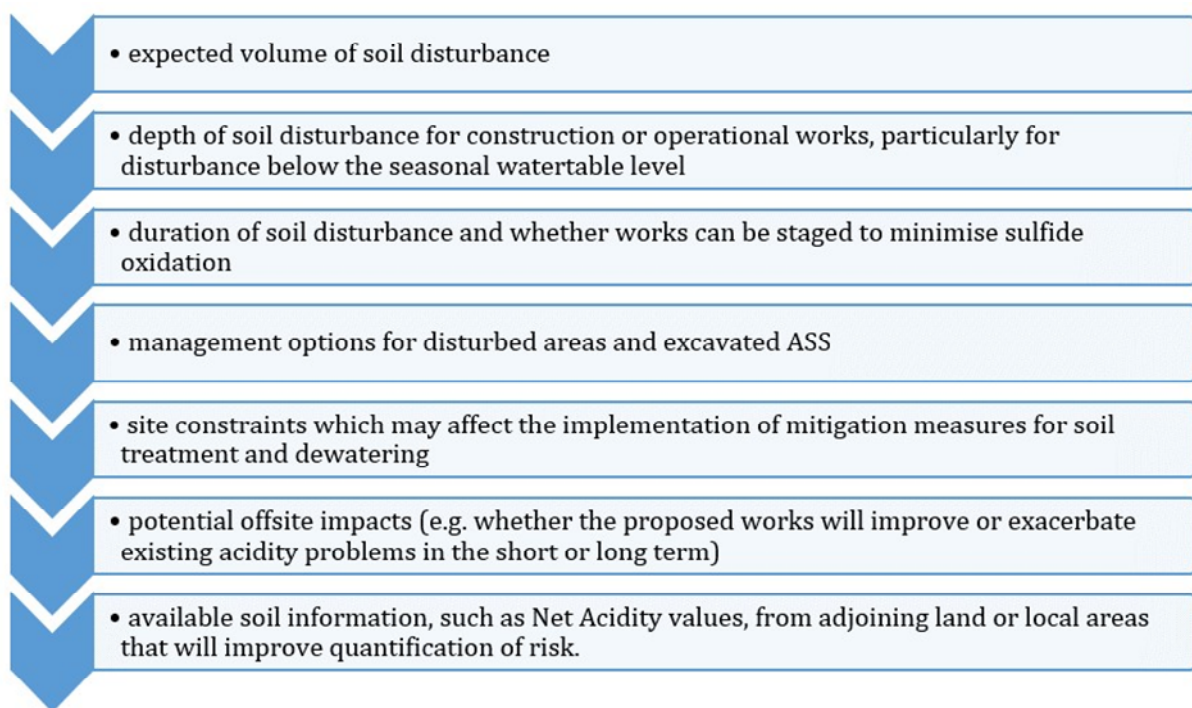 • expected volume of soil disturbance
• depth of soil disturbance for construction or operational works, particularly for
disturbance below the seasonal watertable level
• duration of soil disturbance and whether works can be staged to minimise sulfide
oxidation
• management options for disturbed areas and excavated ASS
• site constraints which may affect the implementation of mitigation measures for soil
treatment and dewatering
• potential offsite impacts (e.g. whether the proposed works will improve or exacerbate
existing acidity problems in the short or long term)
• available soil information, such as Net Acidity values, from adjoining land or local areas
that will improve quantification of risk.